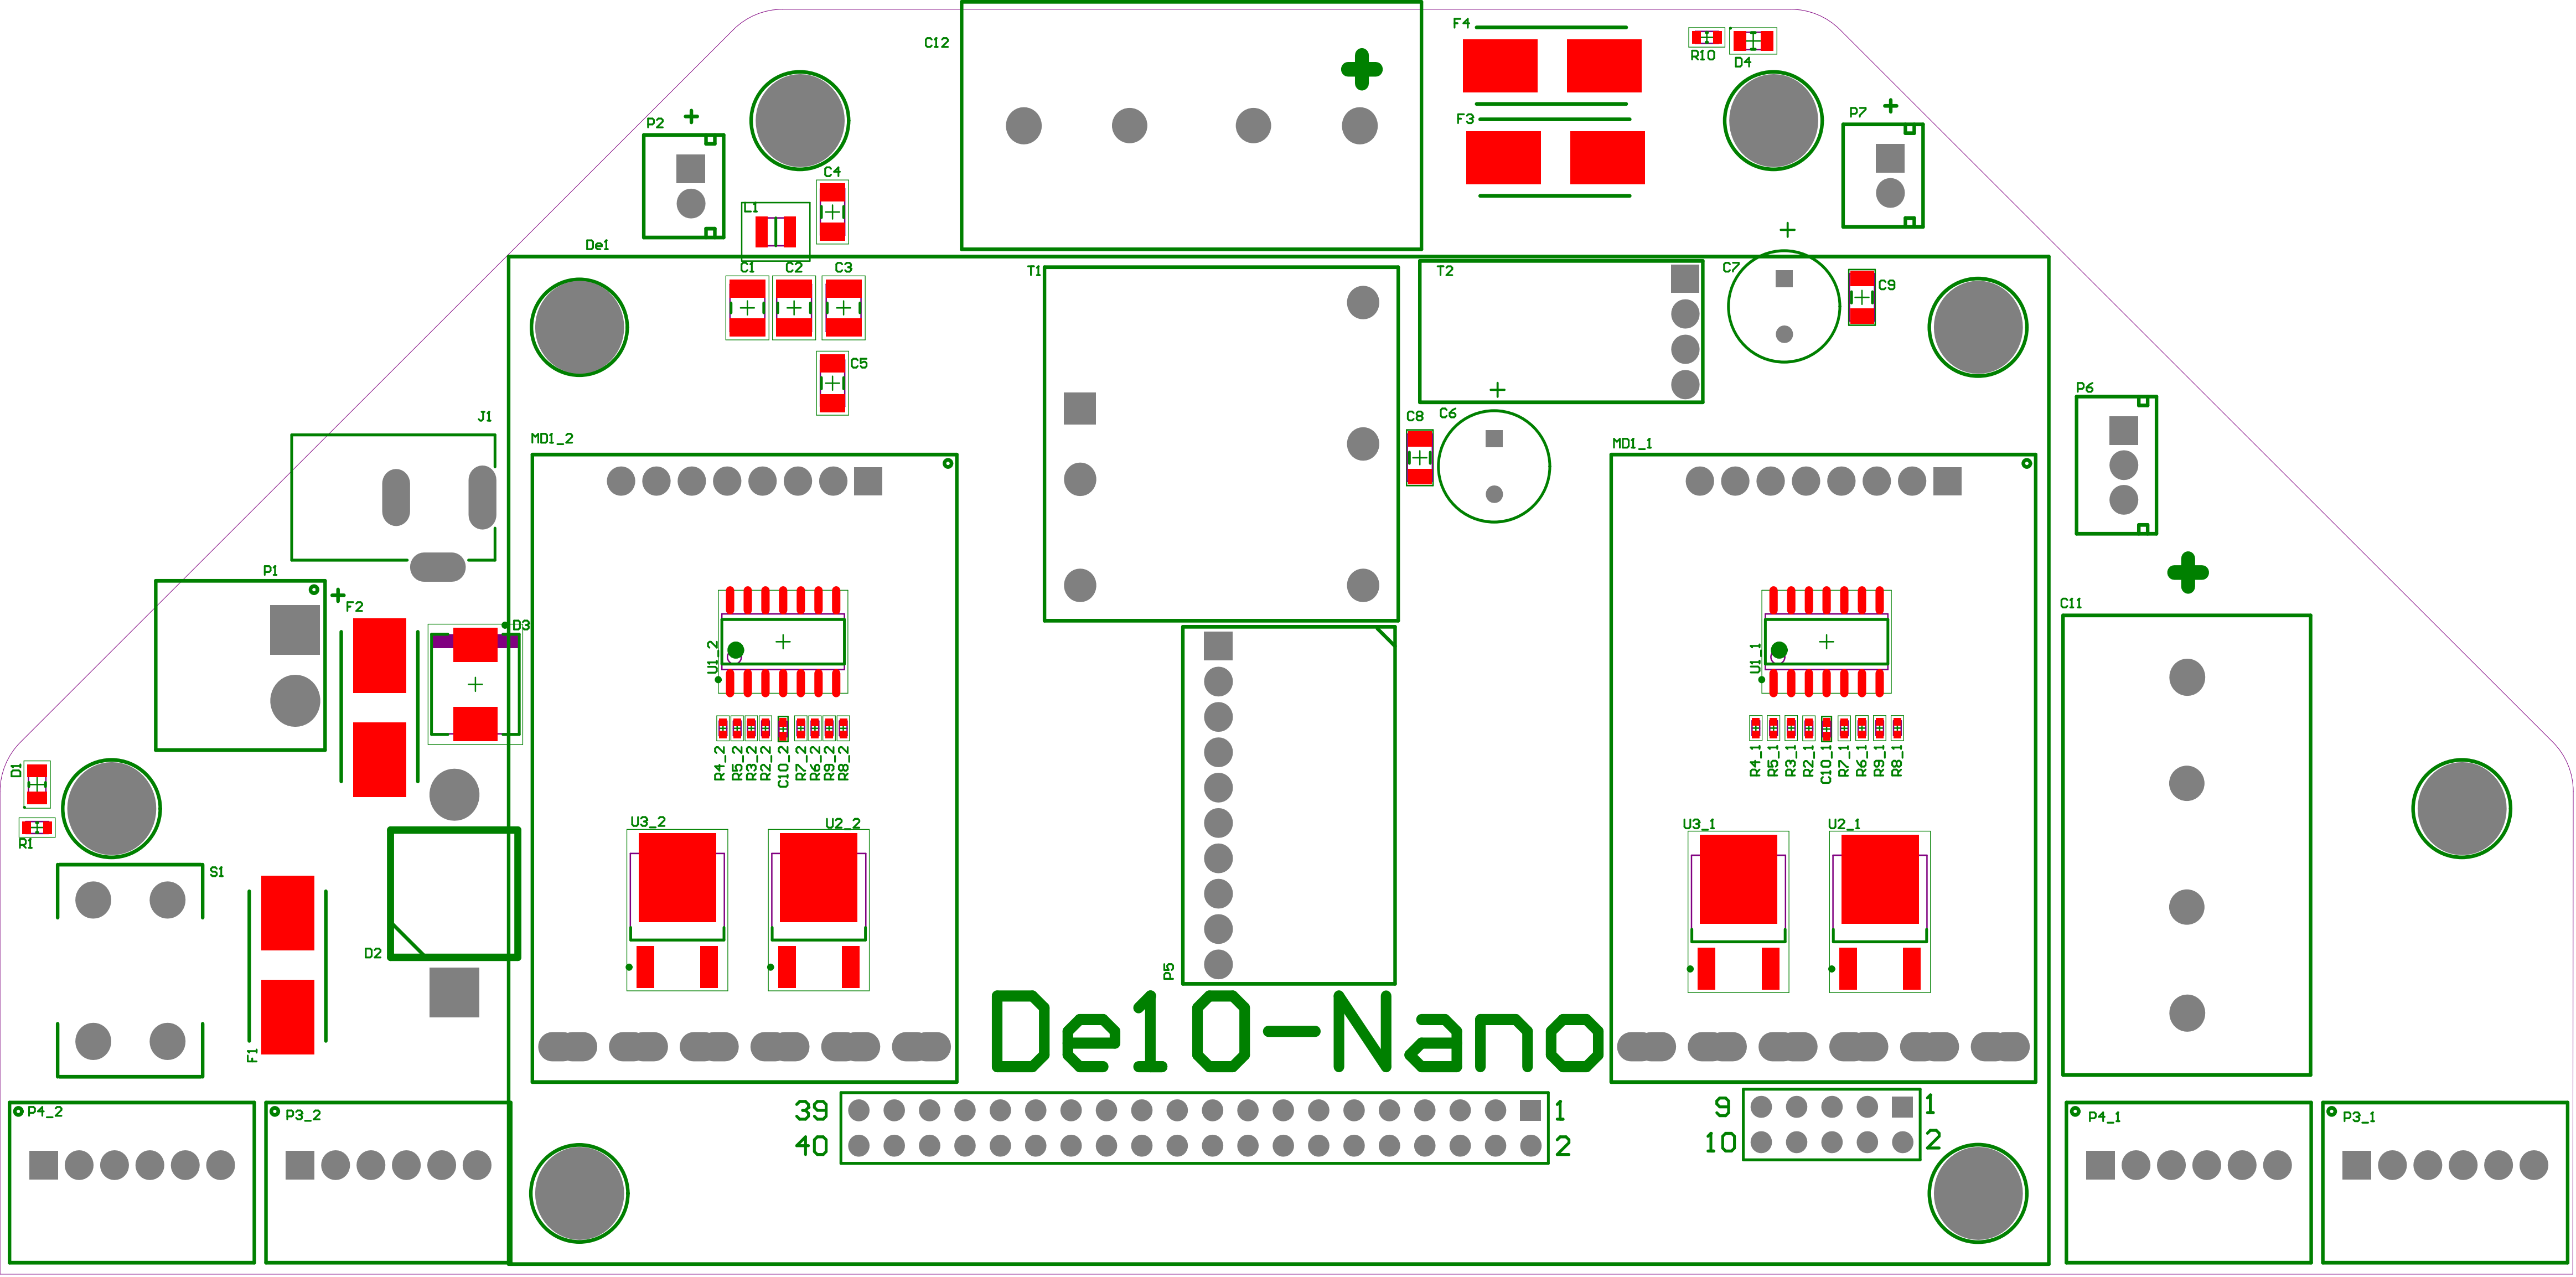 F4
C12
R10
D4
P7
P2
F3
C4
L1
De1
C1
C2
C3
T1
T2
C7
C9
C5
P6
J1
C8
C6
MD1_2
MD1_1
P1
F2
C11
D3
U1_2
U1_1
D1
R4_2
R5_2
R3_2
R2_2
C10_2
R7_2
R6_2
R9_2
R8_2
R4_1
R5_1
R3_1
R2_1
C10_1
R7_1
R6_1
R9_1
R8_1
R1
U3_2
U2_2
U3_1
U2_1
S1
D2
P5
De10-Nano
F1
P4_2
P3_2
39
1
9
1
P4_1
P3_1
40
2
10
2